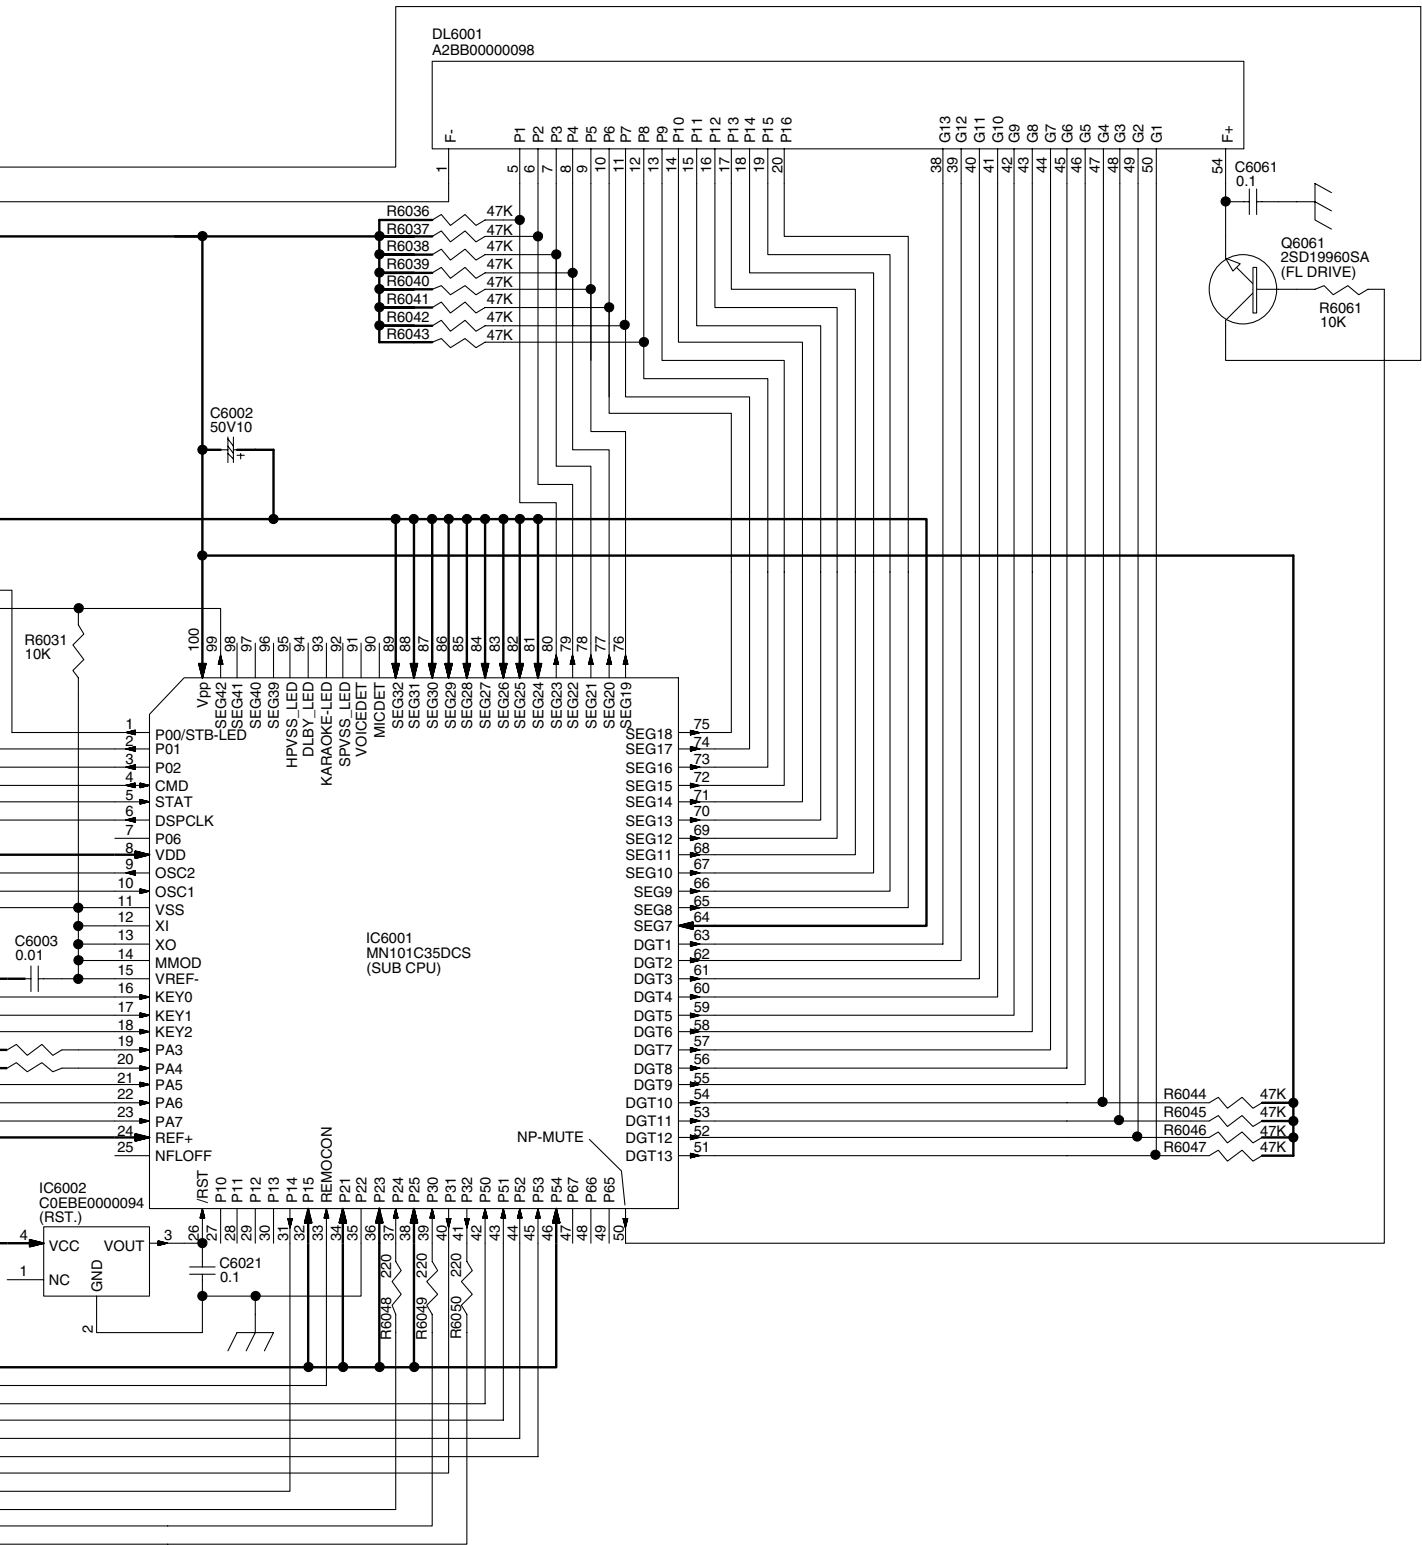 DL6001
A2BB00000098
F-
P1
P2
P3
P4
P5
P6
P7
P8
P9
P10
P11
P12
P13
P14
P15
P16
G13
G12
G11
G10
G9
G8
G7
G6
G5
G4
G3
G2
G1
F+
1
5
6
7
8
9
10
11
12
13
14
15
16
17
18
19
20
38
39
40
41
42
43
44
45
46
47
48
49
50
54
C6061
0.1
R6036 47K
R6037 47K
R6038 47K
R6039 47K
R6040 47K
R6041 47K
R6042 47K
R6043 47K
Q6061
2SD19960SA
(FL DRIVE)
R6061
10K
C6002
50V10
+
R6031
10K
100
99
98
97
96
95
94
93
92
91
90
89
88
87
86
85
84
83
82
81
80
79
78
77
76
Vpp
SEG42
SEG41
SEG40
SEG39
HPVSS_LED
DLBY_LED
KARAOKE-LED
SPVSS_LED
VOICEDET
MICDET
SEG32
SEG31
SEG30
SEG29
SEG28
SEG27
SEG26
SEG25
SEG24
SEG23
SEG22
SEG21
SEG20
SEG19
1 P00/STB-LED
2 P01
3 P02
4 CMD
5 STAT
6 DSPCLK
7 P06
8 VDD
9 OSC2
10 OSC1
11 VSS
12 XI
13 XO
14 MMOD
15 VREF-
16 KEY0
17 KEY1
18 KEY2
19 PA3
20 PA4
21 PA5
22 PA6
23 PA7
24 REF+
25 NFLOFF
C6003
0.01
IC6001
MN101C35DCS
(SUB CPU)
SEG18 75
SEG17 74
SEG16 73
SEG15 72
SEG14 71
SEG13 70
SEG12 69
SEG11 68
SEG10 67
SEG9 66
SEG8 65
SEG7 64
DGT1 63
DGT2 62
DGT3 61
DGT4 60
DGT5 59
DGT6 58
DGT7 57
DGT8 56
DGT9 55
DGT10 54
DGT11 53
DGT12 52
DGT13 51
R6044 47K
R6045 47K
R6046 47K
R6047 47K
NP-MUTE
/RST
P10
P11
P12
P13
P14
P15
REMOCON
P21
P22
P23
P24
P25
P30
P31
P32
P50
P51
P52
P53
P54
P67
P66
P65
26
27
28
29
30
31
32
33
34
35
36
37
38
39
40
41
42
43
44
45
46
47
48
49
50
IC6002
C0EBE0000094
(RST.)
4 VCC VOUT 3
1 NC
GND
2
C6021
0.1
R6048 220
R6049 220
R6050 220